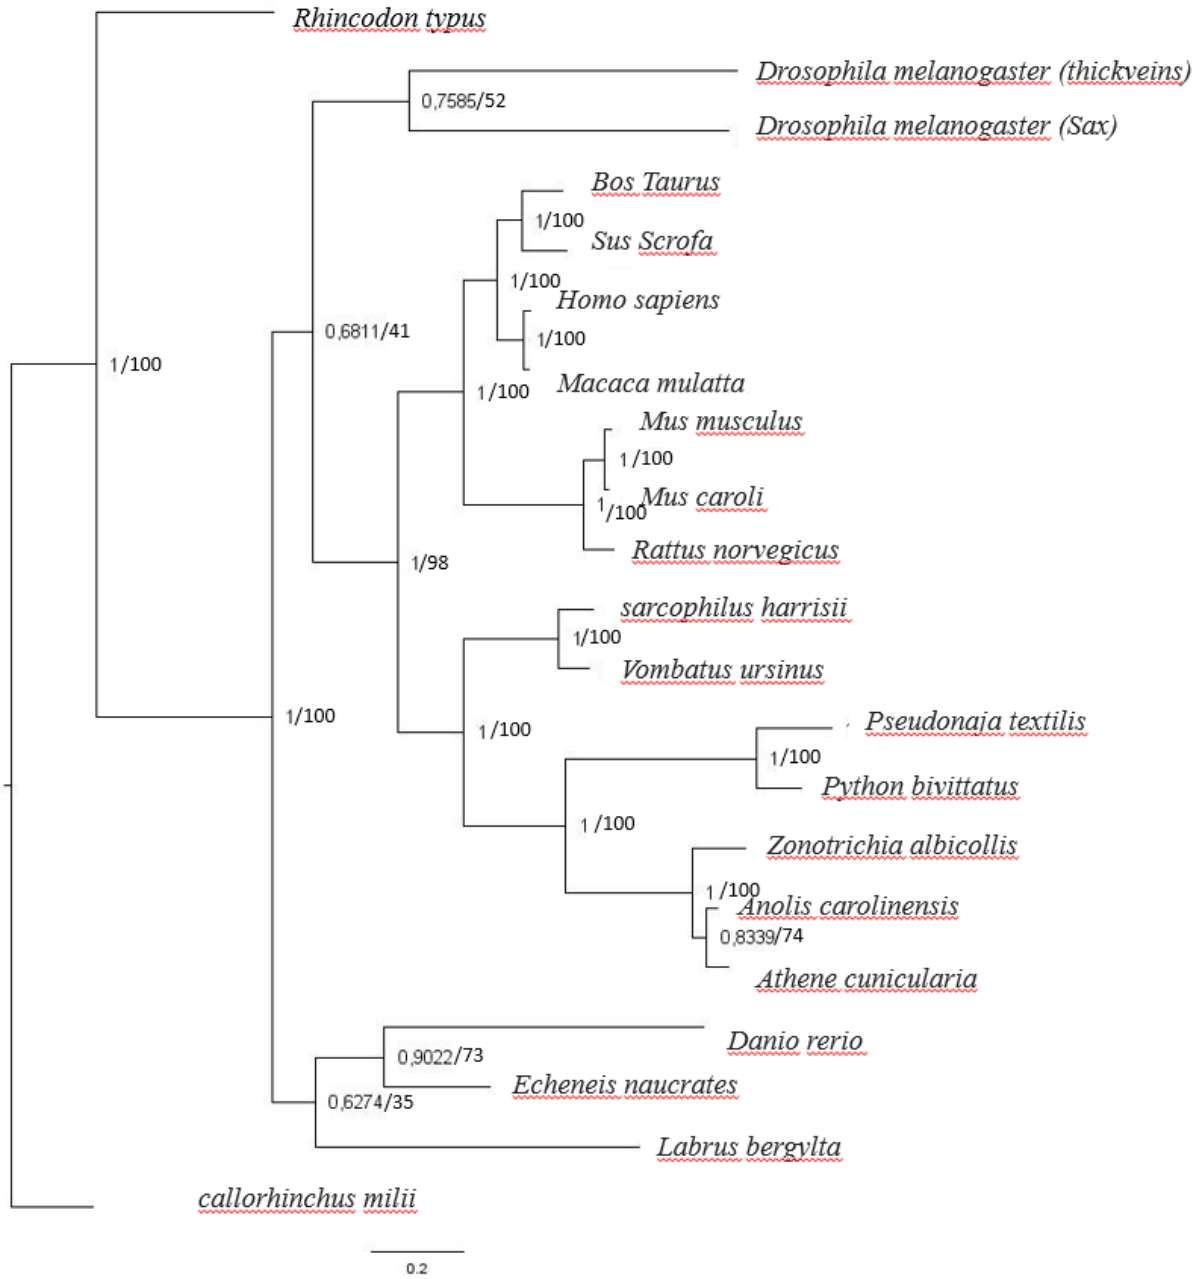 Rhincodon typus
Drosophila melanogaster (thickveins)
0,7585/52
Drosophila melanogaster (Sax)
Bos Taurus
1/100
Sus Scrofa
1/100
Homo sapiens
0,6811/41
1/100
1/100
Macaca mulatta
1/100
Mus musculus
1/100
Mus caroli
1/100
Rattus norvegicus
1/98
sarcophilus harrisii
1/100
Vombatus ursinus
1/100
Pseudonaja textilis
1/100
1/100
Python bivittatus
1/100
Zonotrichia albicollis
1/100
Anolis carolinensis
0,8339/74
Athene cunicularia
Danio rerio
0,9022/73
Echeneis naucrates
0,6274/35
Labrus bergylta
callorhinchus milii
0.2